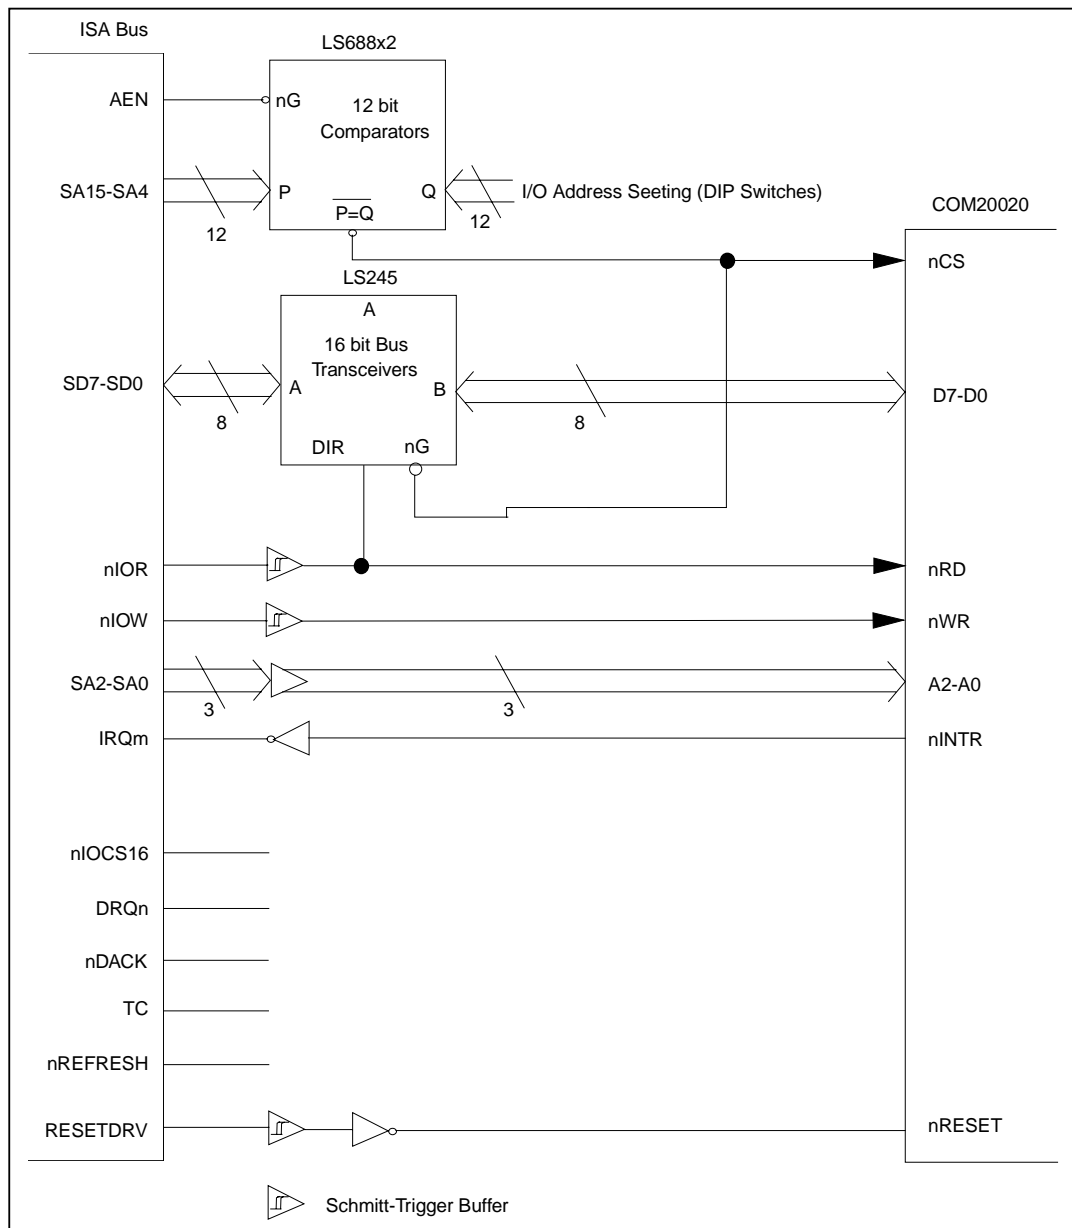 ISA Bus
LS688x2
AEN
nG
12 bit
Comparators
SA15-SA4
P
Q
I/O Address Seeting (DIP Switches)
12
12
P=Q
COM20020
nCS
LS245
A
16 bit Bus
Transceivers
SD7-SD0
A
B
D7-D0
8
8
DIR
nG
nIOR
nRD
nIOW
nWR
SA2-SA0
A2-A0
3
3
IRQm
nINTR
nIOCS16
DRQn
nDACK
TC
nREFRESH
RESETDRV
nRESET
Schmitt-Trigger Buffer